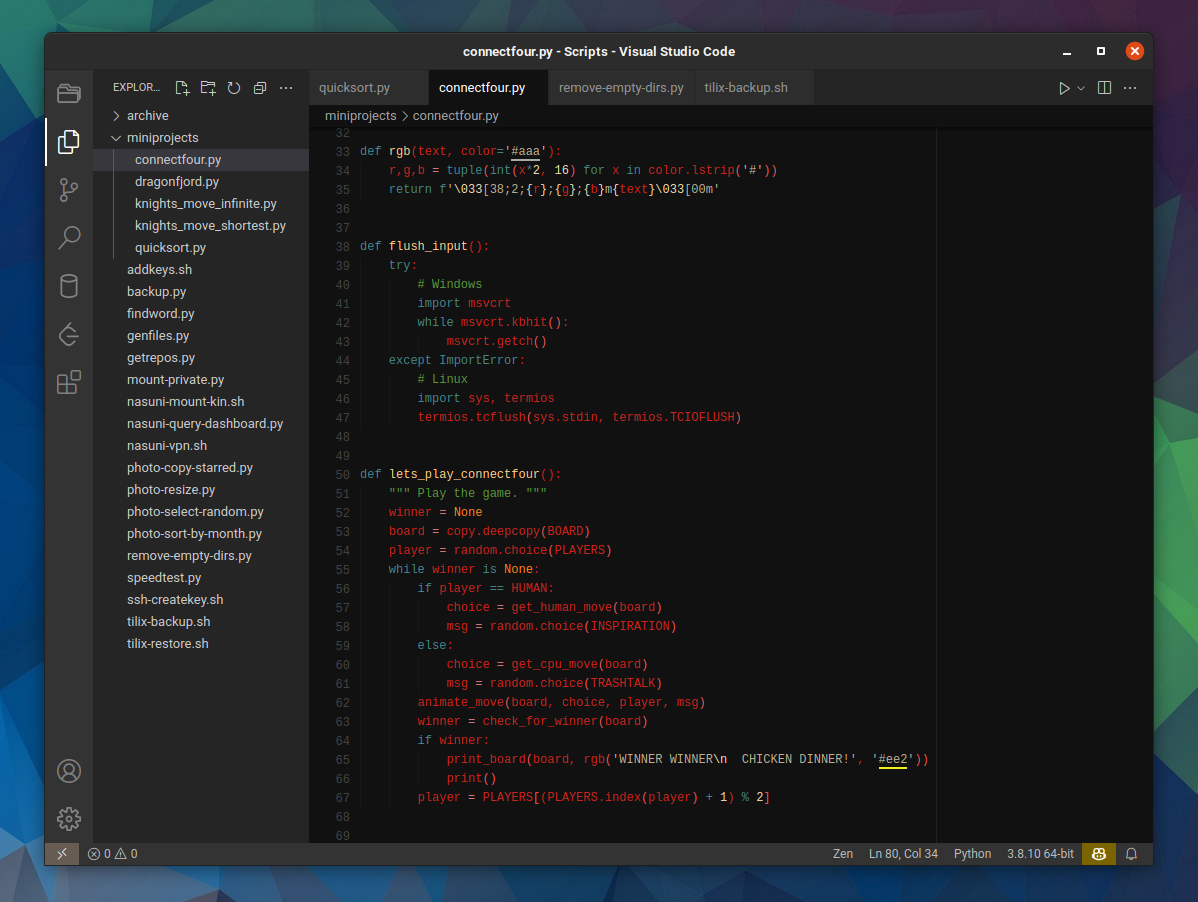 connectfour.py - Scripts - Visual Studio Code
EXPLOR...
quicksort.py
connectfour.py
remove-empty-dirs.py
tilix-backup.sh
archive
miniprojects
connectfour.py
dragonfjord.py
knights_move_infinite.py
knights_move_shortest.py
quicksort.py
addkeys.sh
backup.py
findword.py
genfiles.py
getrepos.py
mount-private.py
nasuni-mount-kin.sh
nasuni-query-dashboard.py
nasuni-vpn.sh
photo-copy-starred.py
photo-resize.py
photo-select-random.py
photo-sort-by-month.py
remove-empty-dirs.py
speedtest.py
ssh-createkey.sh
tilix-backup.sh
tilix-restore.sh
miniprojects > connectfour.py
32
33 def rgb(text, color='#aaa'):
34     r,g,b = tuple(int(x*2, 16) for x in color.lstrip('#'))
35     return f'\033[38;2;{r};{g};{b}m{text}\033[00m'
36
37
38 def flush_input():
39     try:
40         # Windows
41         import msvcrt
42         while msvcrt.kbhit():
43             msvcrt.getch()
44     except ImportError:
45         # Linux
46         import sys, termios
47         termios.tcflush(sys.stdin, termios.TCIOFLUSH)
48
49
50 def lets_play_connectfour():
51     """ Play the game. """
52     winner = None
53     board = copy.deepcopy(BOARD)
54     player = random.choice(PLAYERS)
55     while winner is None:
56         if player == HUMAN:
57             choice = get_human_move(board)
58             msg = random.choice(INSPIRATION)
59         else:
60             choice = get_cpu_move(board)
61             msg = random.choice(TRASHTALK)
62         animate_move(board, choice, player, msg)
63         winner = check_for_winner(board)
64         if winner:
65             print_board(board, rgb('WINNER WINNER\n  CHICKEN DINNER!', '#ee2'))
66             print()
67         player = PLAYERS[(PLAYERS.index(player) + 1) % 2]
68
69
0 0
Zen
Ln 80, Col 34
Python
3.8.10 64-bit